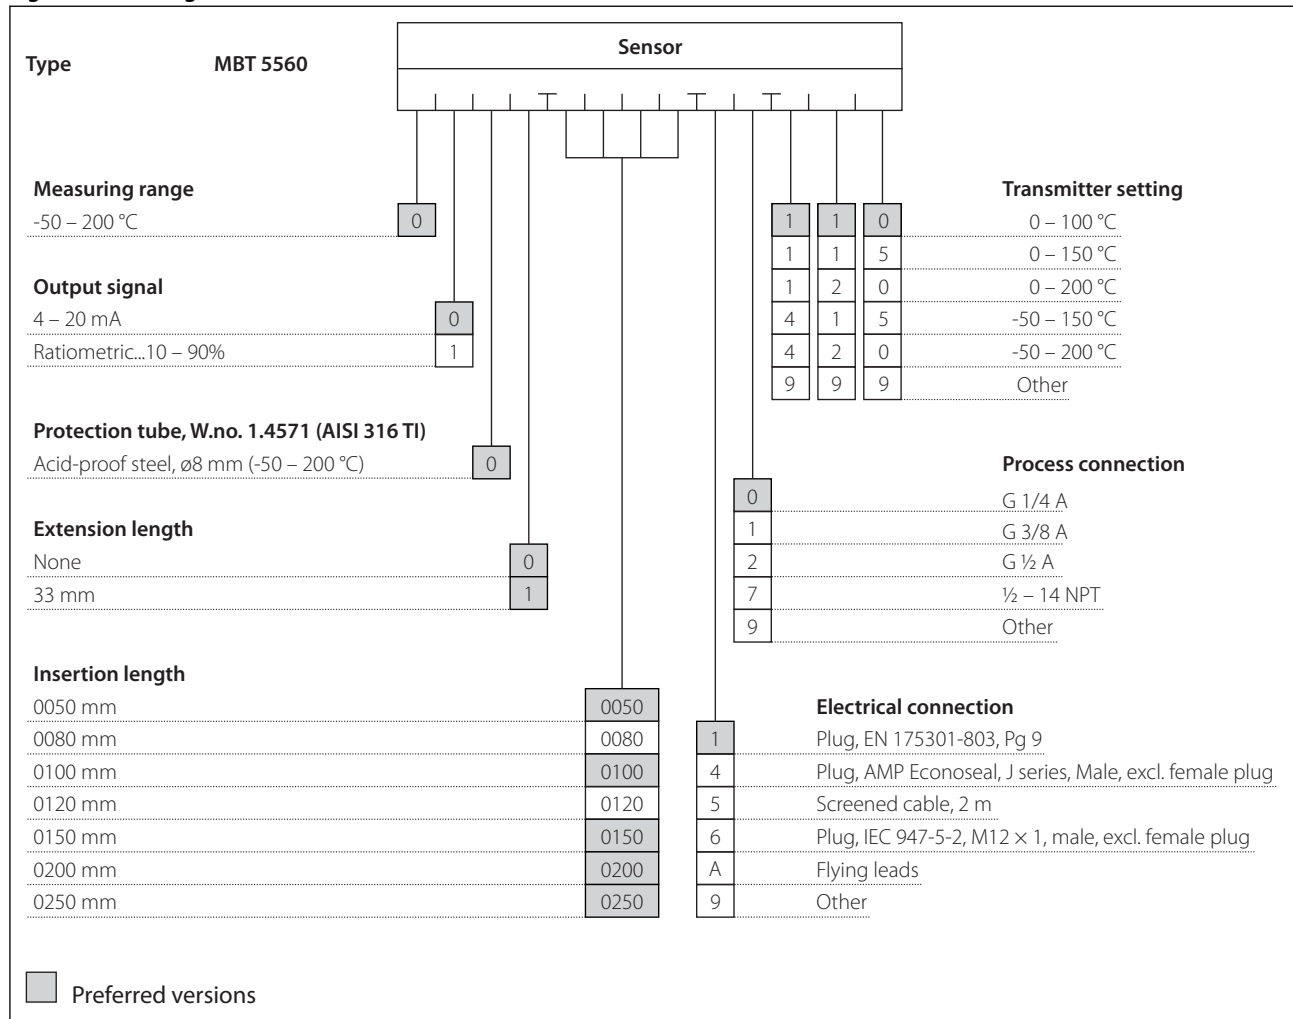 Type MBT 5560
Sensor
Measuring range
-50 – 200 °C 0
Output signal
4 – 20 mA 0
Ratiometric...10 – 90% 1
Protection tube, W.no. 1.4571 (AISI 316 TI)
Acid-proof steel, ø8 mm (-50 – 200 °C) 0
Extension length
None 0
33 mm 1
Insertion length
0050 mm 0050
0080 mm 0080
0100 mm 0100
0120 mm 0120
0150 mm 0150
0200 mm 0200
0250 mm 0250
Transmitter setting
1 1 0 0 – 100 °C
1 1 5 0 – 150 °C
1 2 0 0 – 200 °C
4 1 5 -50 – 150 °C
4 2 0 -50 – 200 °C
9 9 9 Other
Process connection
0 G 1/4 A
1 G 3/8 A
2 G ½ A
7 ½ – 14 NPT
9 Other
Electrical connection
1 Plug, EN 175301-803, Pg 9
4 Plug, AMP Econoseal, J series, Male, excl. female plug
5 Screened cable, 2 m
6 Plug, IEC 947-5-2, M12 × 1, male, excl. female plug
A Flying leads
9 Other
Preferred versions